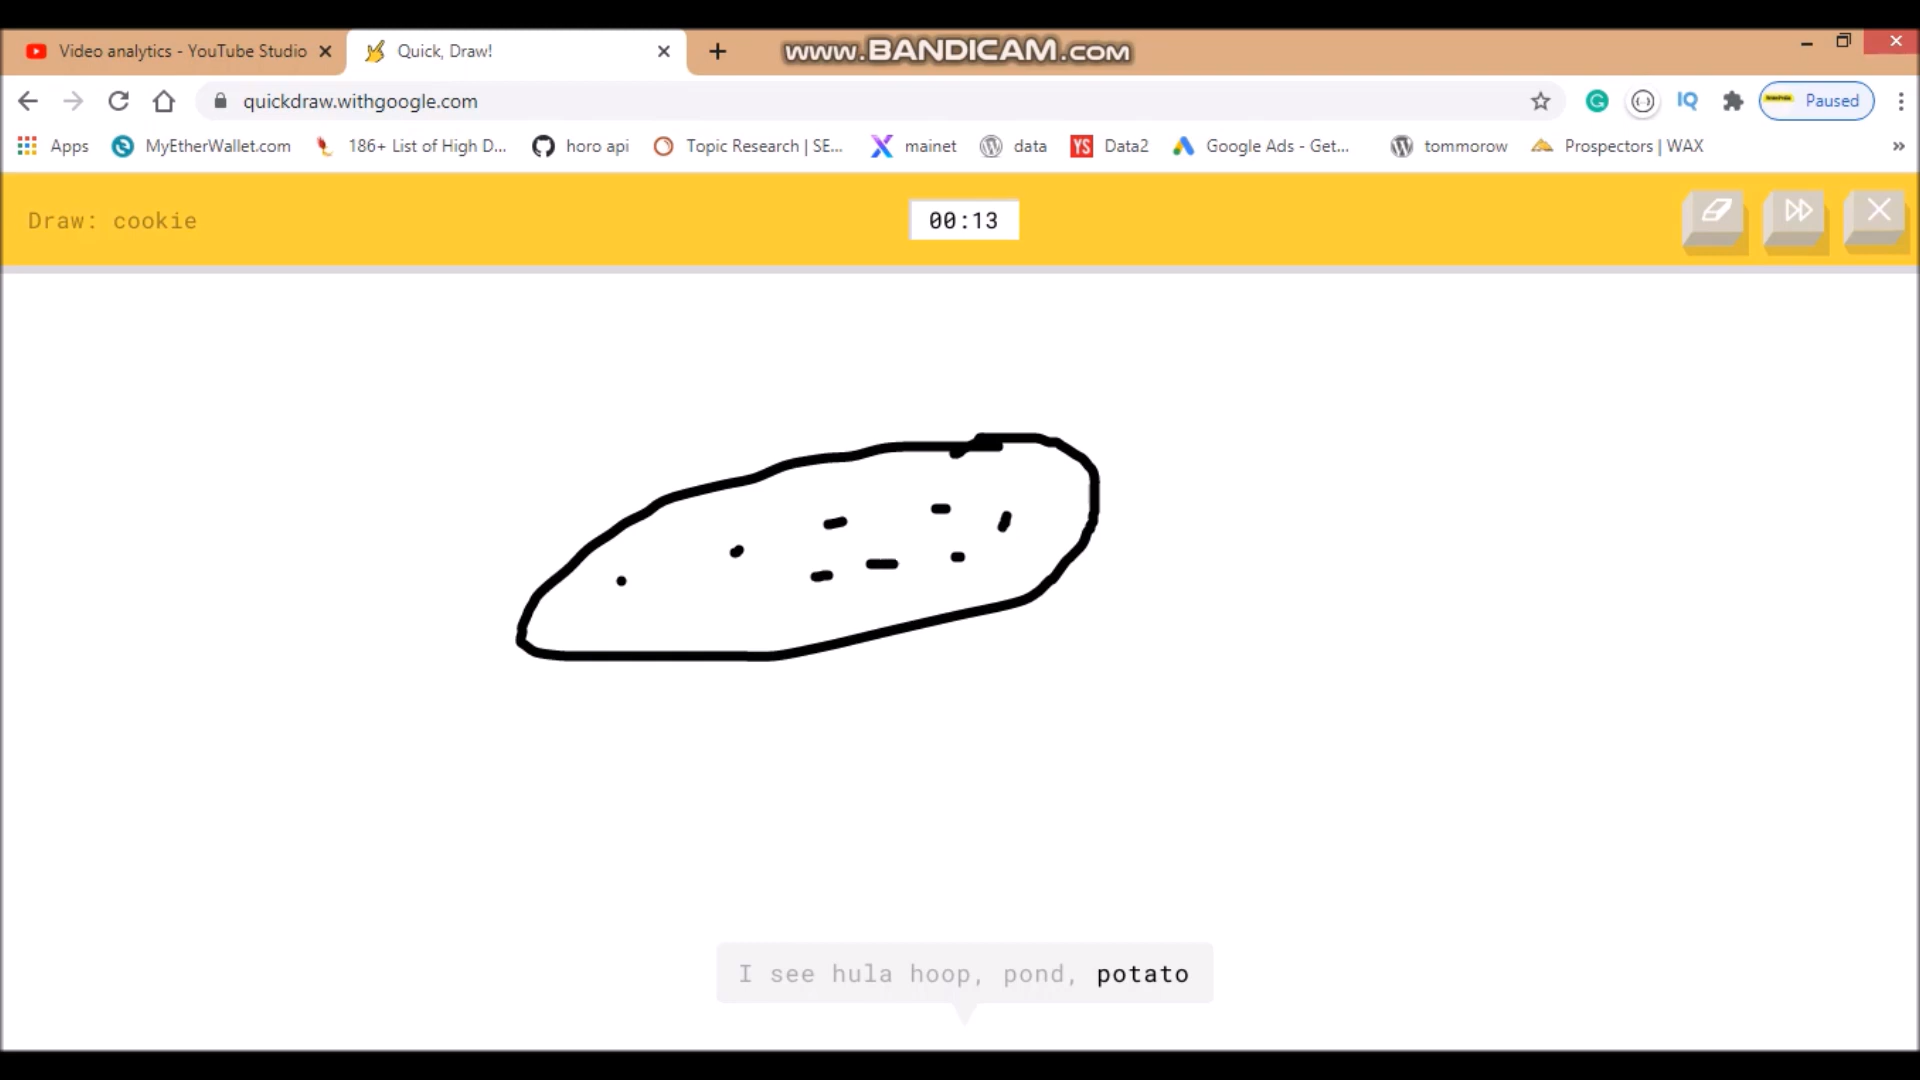 Video analytics - YouTube Studio
Quick, Draw!
www.BANDICAM.com
quickdraw.withgoogle.com
IQ
Paused
Apps
MyEtherWallet.com
186+ List of High D...
horo api
Topic Research | SE...
mainet
data
YS
Data2
Google Ads - Get...
tommorow
Prospectors | WAX
Draw: cookie
00:13
I see hula hoop, pond, potato